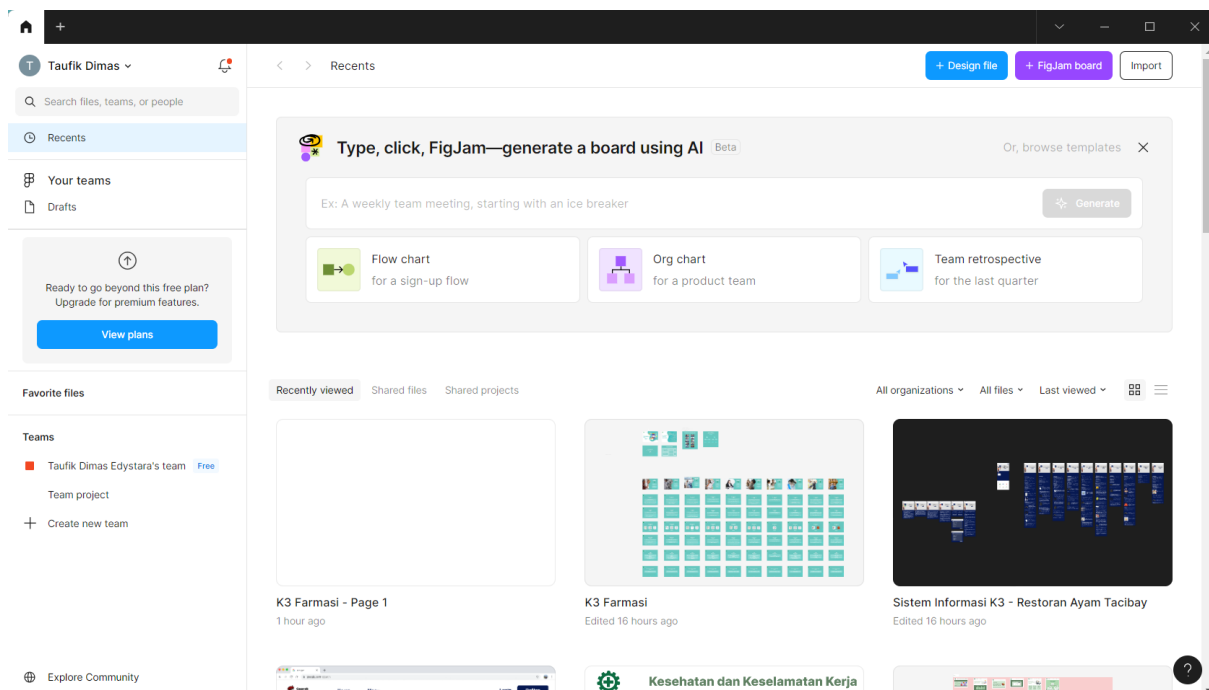 T Taufik Dimas
Recents
+ Design file
+ FigJam board
Import
Search files, teams, or people
Recents
Your teams
Drafts
Ready to go beyond this free plan?
Upgrade for premium features.
View plans
Favorite files
Teams
Taufik Dimas Edystara's team Free
Team project
Create new team
Explore Community
Type, click, FigJam—generate a board using AI Beta
Or, browse templates
Ex: A weekly team meeting, starting with an ice breaker
Generate
Flow chart
for a sign-up flow
Org chart
for a product team
Team retrospective
for the last quarter
Recently viewed Shared files Shared projects
All organizations All files Last viewed
K3 Farmasi - Page 1
1 hour ago
K3 Farmasi
Edited 16 hours ago
Sistem Informasi K3 - Restoran Ayam Tacibay
Edited 16 hours ago
Kesehatan dan Keselamatan Kerja
?